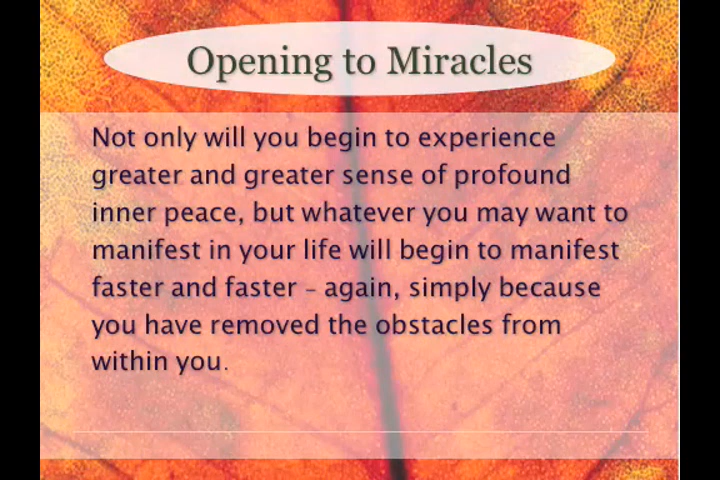 Opening to Miracles
Not only will you begin to experience
greater and greater sense of profound
inner peace, but whatever you may want to
manifest in your life will begin to manifest
faster and faster – again, simply because
you have removed the obstacles from
within you.